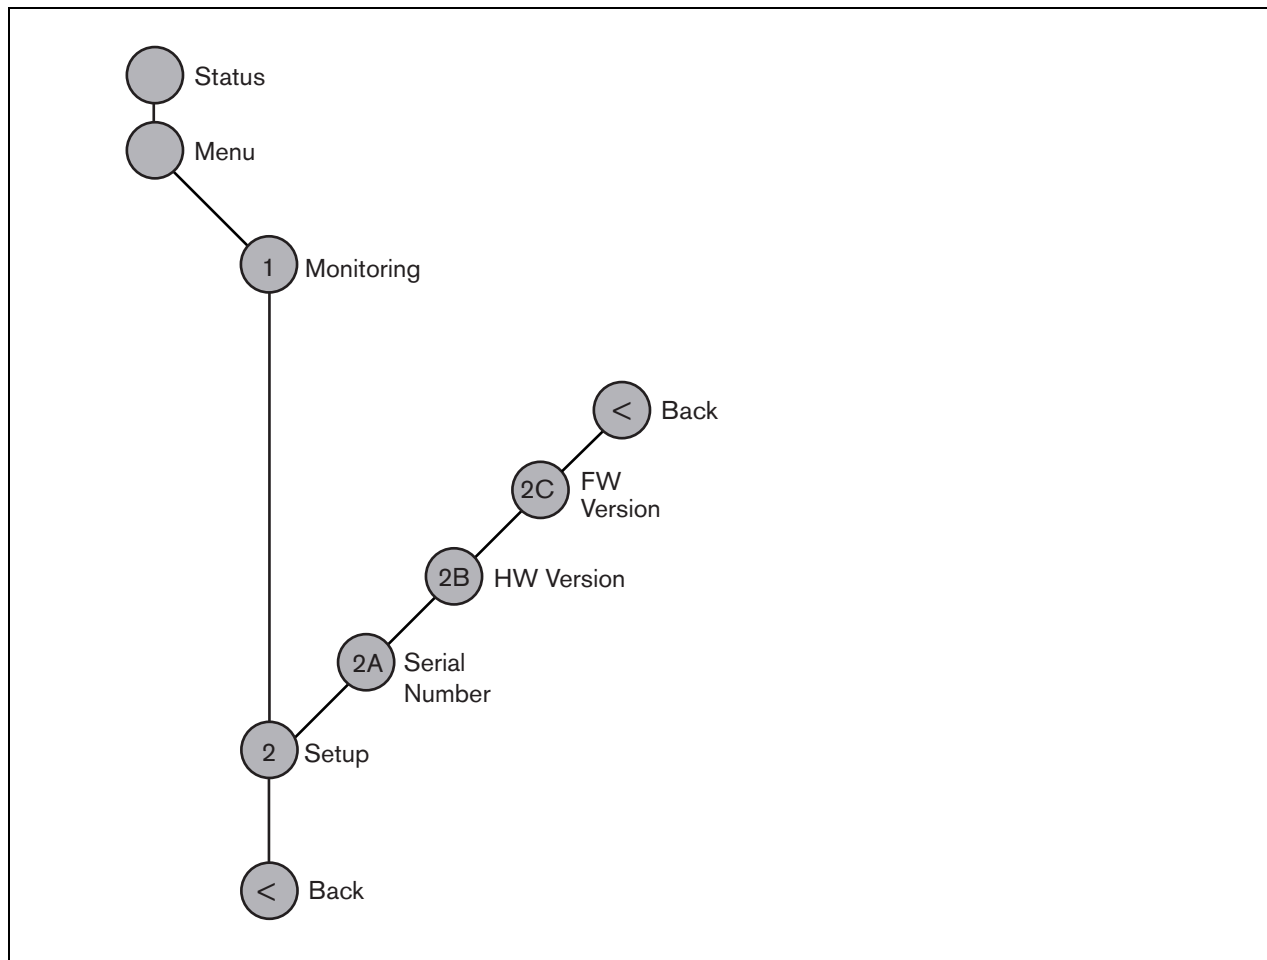 Status
Menu
1 Monitoring
< Back
2C FW
Version
2B HW Version
2A Serial
Number
2 Setup
< Back